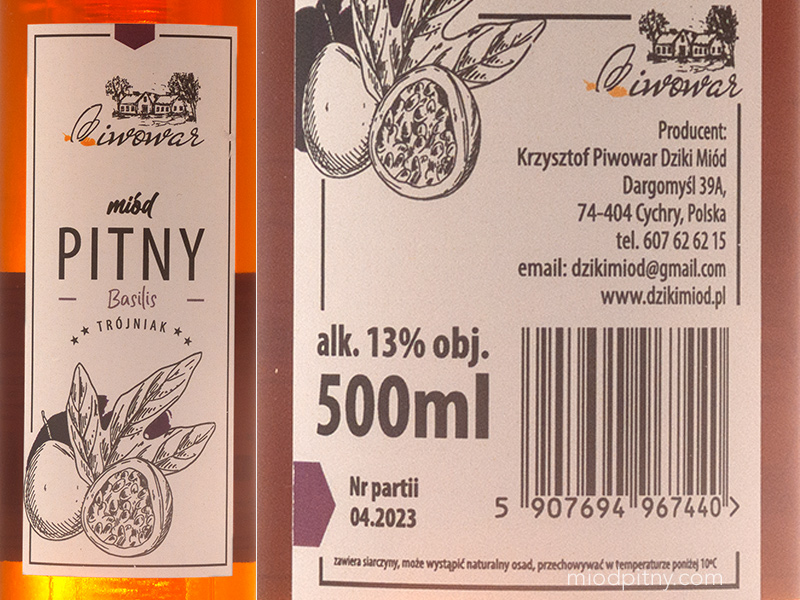 Piwowar
miód
PITNY
Basilis
TRÓJNIAK
Piwowar
Producent:
Krzysztof Piwowar Dziki Miód
Dargomyśl 39A,
74-404 Cychry, Polska
tel. 607 62 62 15
email: dzikimiod@gmail.com
www.dzikimiod.pl
alk. 13% obj.
500ml
Nr partii
04.2023
5 907694 967440 >
zawiera siarczyny, może wystąpić naturalny osad, przechowywać w temperaturze poniżej 10ºC
miodpitny.com